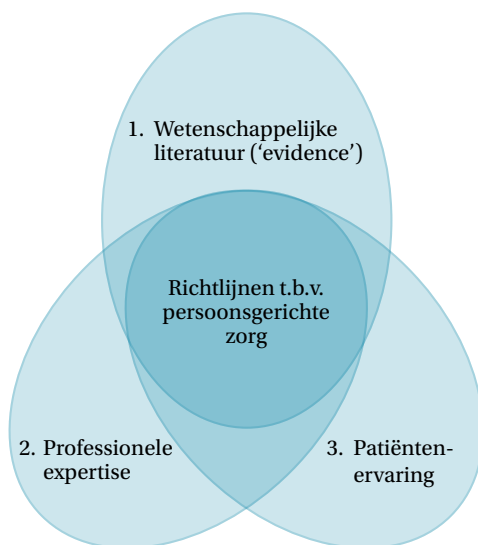 1. Wetenschappelijke
literatuur (‘evidence’)
Richtlijnen t.b.v.
persoonsgerichte
zorg
2. Professionele
expertise
3. Patiënten-
ervaring